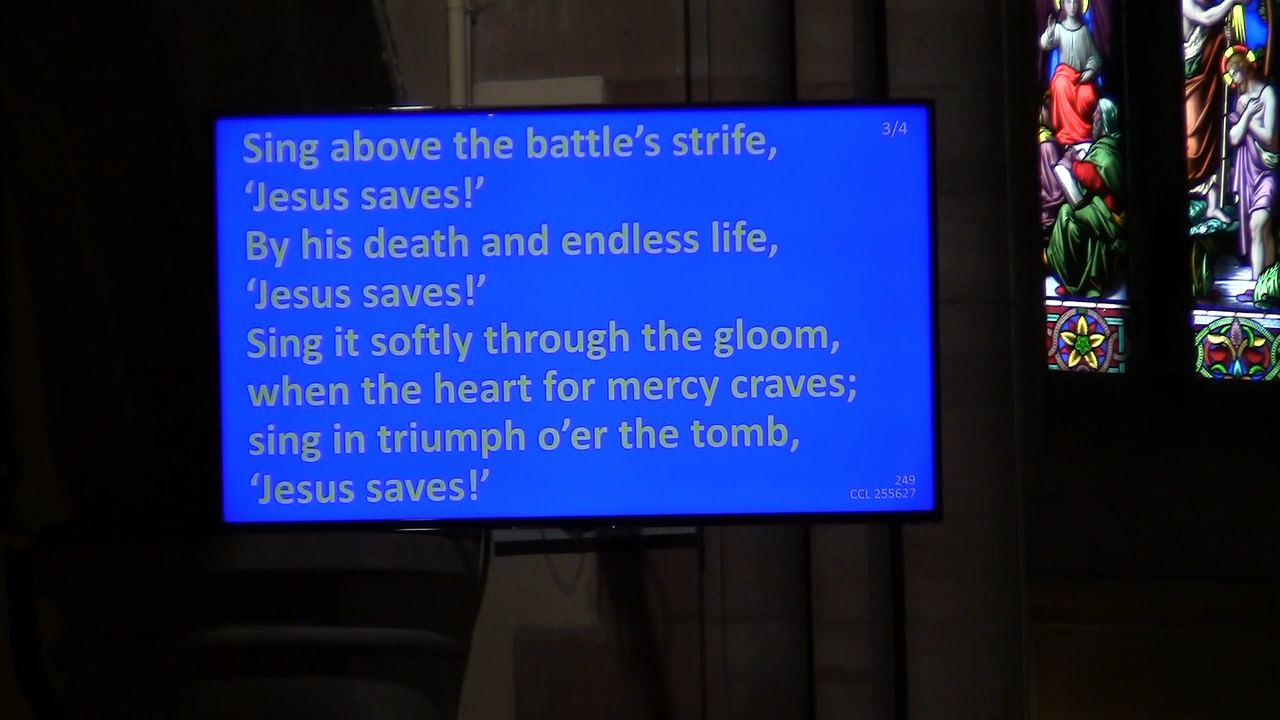 Sing above the battle’s strife,
3/4
‘Jesus saves!’
By his death and endless life,
‘Jesus saves!’
Sing it softly through the gloom,
when the heart for mercy craves;
sing in triumph o’er the tomb,
‘Jesus saves!’
249
CCL 255627